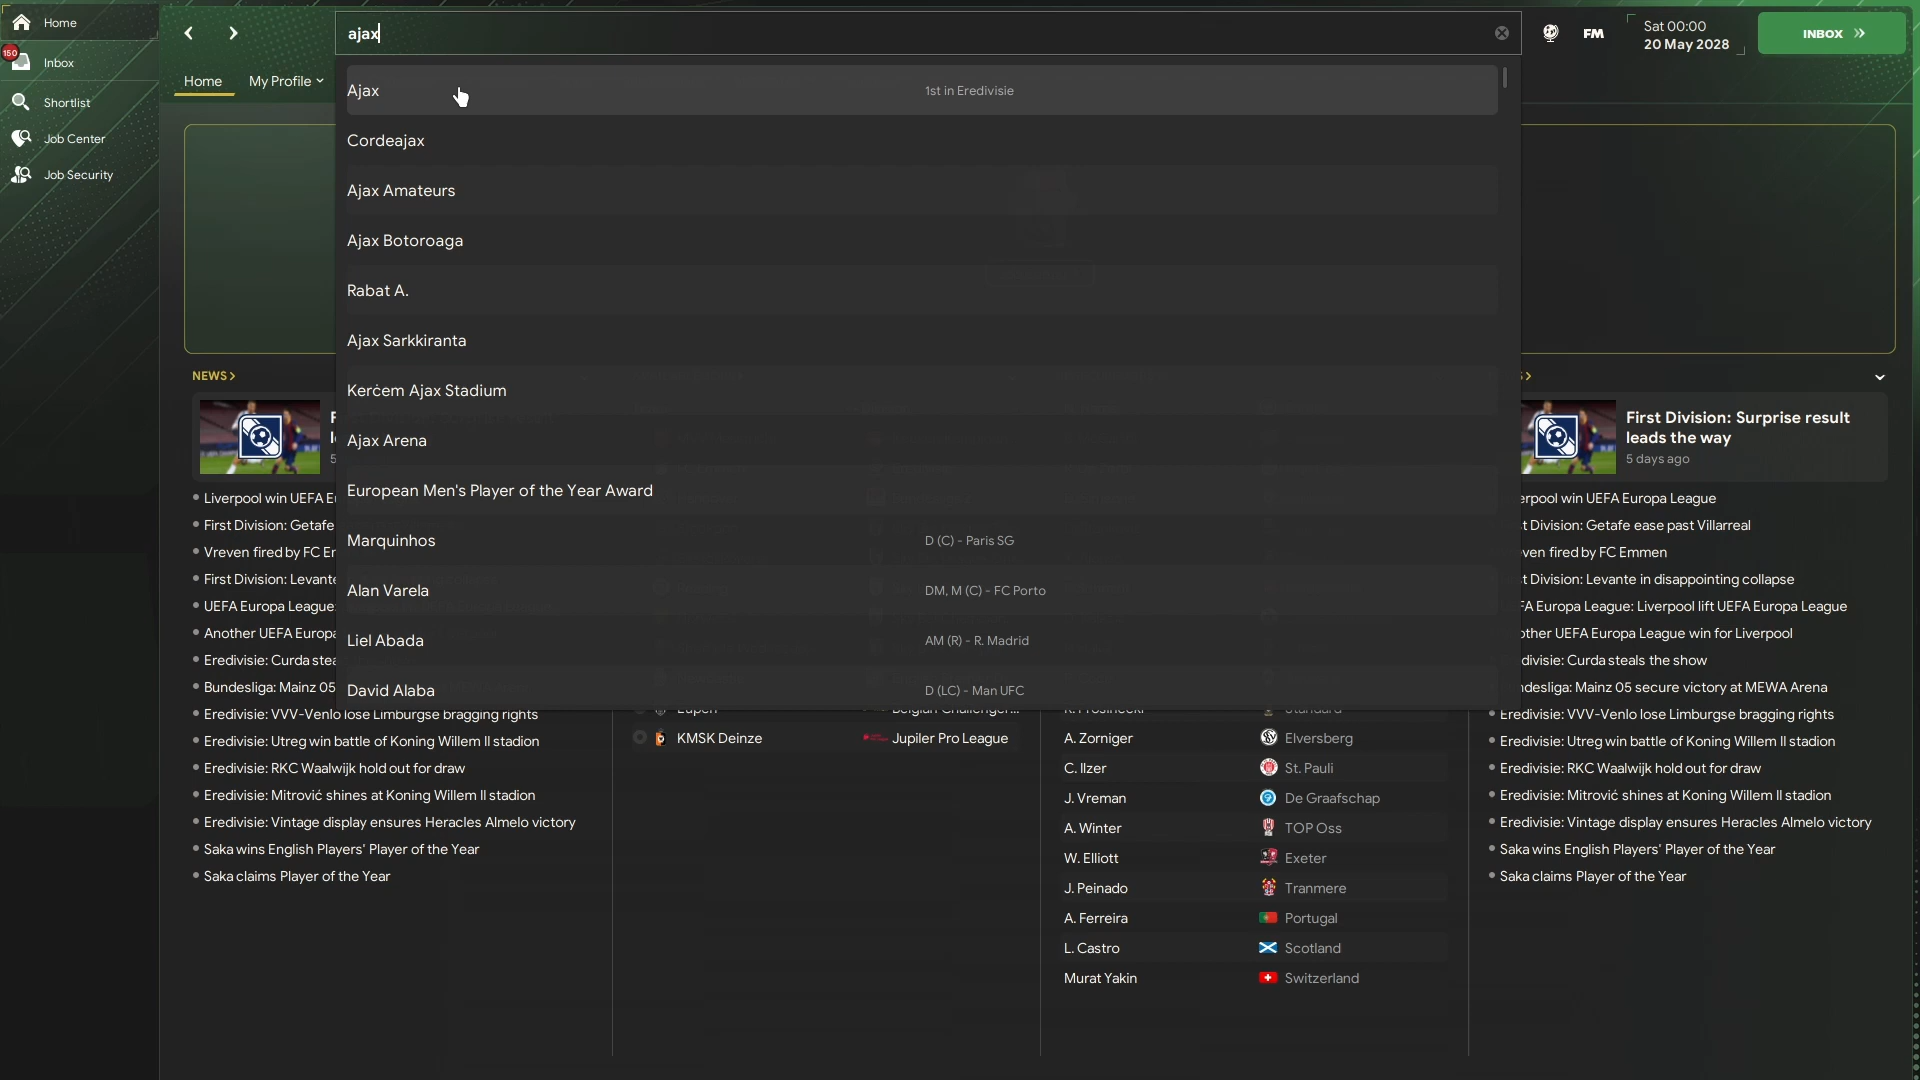 Home
150
Inbox
Shortlist
Job Center
Job Security
ajax
FM
Sat 00:00
20 May 2028
INBOX
Home
My Profile
Ajax
1st in Eredivisie
Cordeajax
Ajax Amateurs
Ajax Botoroaga
Rabat A.
Ajax Sarkkiranta
Kerċem Ajax Stadium
Ajax Arena
European Men's Player of the Year Award
Marquinhos
D (C) - Paris SG
Alan Varela
DM, M (C) - FC Porto
Liel Abada
AM (R) - R. Madrid
David Alaba
D (LC) - Man UFC
NEWS
5
Liverpool win UEFA E
First Division: Getafe
Vreven fired by FC Er
First Division: Levante
UEFA Europa League:
Another UEFA Europa
Eredivisie: Curda stea
Bundesliga: Mainz 05
Eredivisie: VVV-Venlo lose Limburgse bragging rights
Eredivisie: Utreg win battle of Koning Willem II stadion
Eredivisie: RKC Waalwijk hold out for draw
Eredivisie: Mitrović shines at Koning Willem II stadion
Eredivisie: Vintage display ensures Heracles Almelo victory
Saka wins English Players' Player of the Year
Saka claims Player of the Year
Eupen
Belgian Challenger...
KMSK Deinze
Jupiler Pro League
R. Prosinečki
Standard
A. Zorniger
Elversberg
C. Ilzer
St. Pauli
J. Vreman
De Graafschap
A. Winter
TOP Oss
W. Elliott
Exeter
J. Peinado
Tranmere
A. Ferreira
Portugal
L. Castro
Scotland
Murat Yakin
Switzerland
First Division: Surprise result
leads the way
5 days ago
erpool win UEFA Europa League
t Division: Getafe ease past Villarreal
even fired by FC Emmen
t Division: Levante in disappointing collapse
FA Europa League: Liverpool lift UEFA Europa League
other UEFA Europa League win for Liverpool
divisie: Curda steals the show
ndesliga: Mainz 05 secure victory at MEWA Arena
Eredivisie: VVV-Venlo lose Limburgse bragging rights
Eredivisie: Utreg win battle of Koning Willem II stadion
Eredivisie: RKC Waalwijk hold out for draw
Eredivisie: Mitrović shines at Koning Willem II stadion
Eredivisie: Vintage display ensures Heracles Almelo victory
Saka wins English Players' Player of the Year
Saka claims Player of the Year